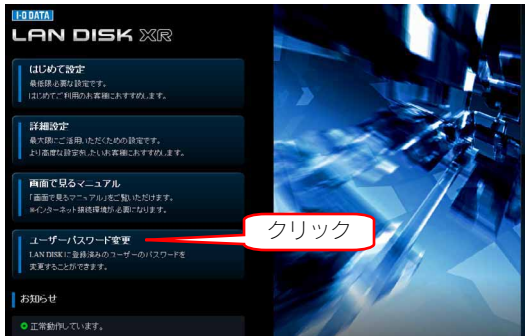 I-O DATA
LAN DISK XR
はじめて設定
最低限必要な設定です。
はじめてご利用のお客様におすすめします。
詳細設定
最大限にご活用いただくための設定です。
より高度な設定をしたいお客様におすすめします。
画面で見るマニュアル
「画面で見るマニュアル」をご覧いただけます。
※インターネット接続環境が必要になります。
クリック
ユーザーパスワード変更
LAN DISKに登録済みのユーザーのパスワードを
変更することができます。
お知らせ
正常動作しています。